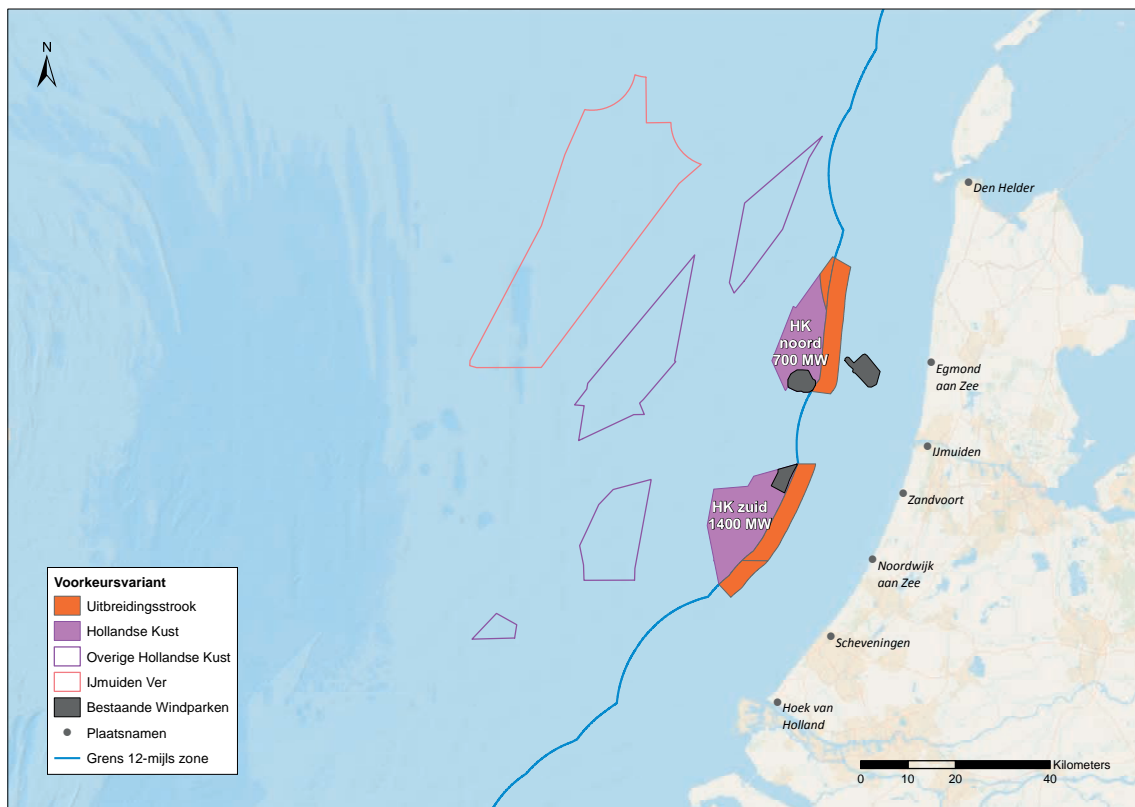 N
Den Helder
HK
noord
700 MW
Egmond
aan Zee
IJmuiden
Zandvoort
HK zuid
1400 MW
Noordwijk
aan Zee
Scheveningen
Hoek van
Holland
Voorkeursvariant
Uitbreidingsstrook
Hollandse Kust
Overige Hollandse Kust
IJmuiden Ver
Bestaande Windparken
Plaatsnamen
Grens 12-mijls zone
Kilometers
0 10 20 40